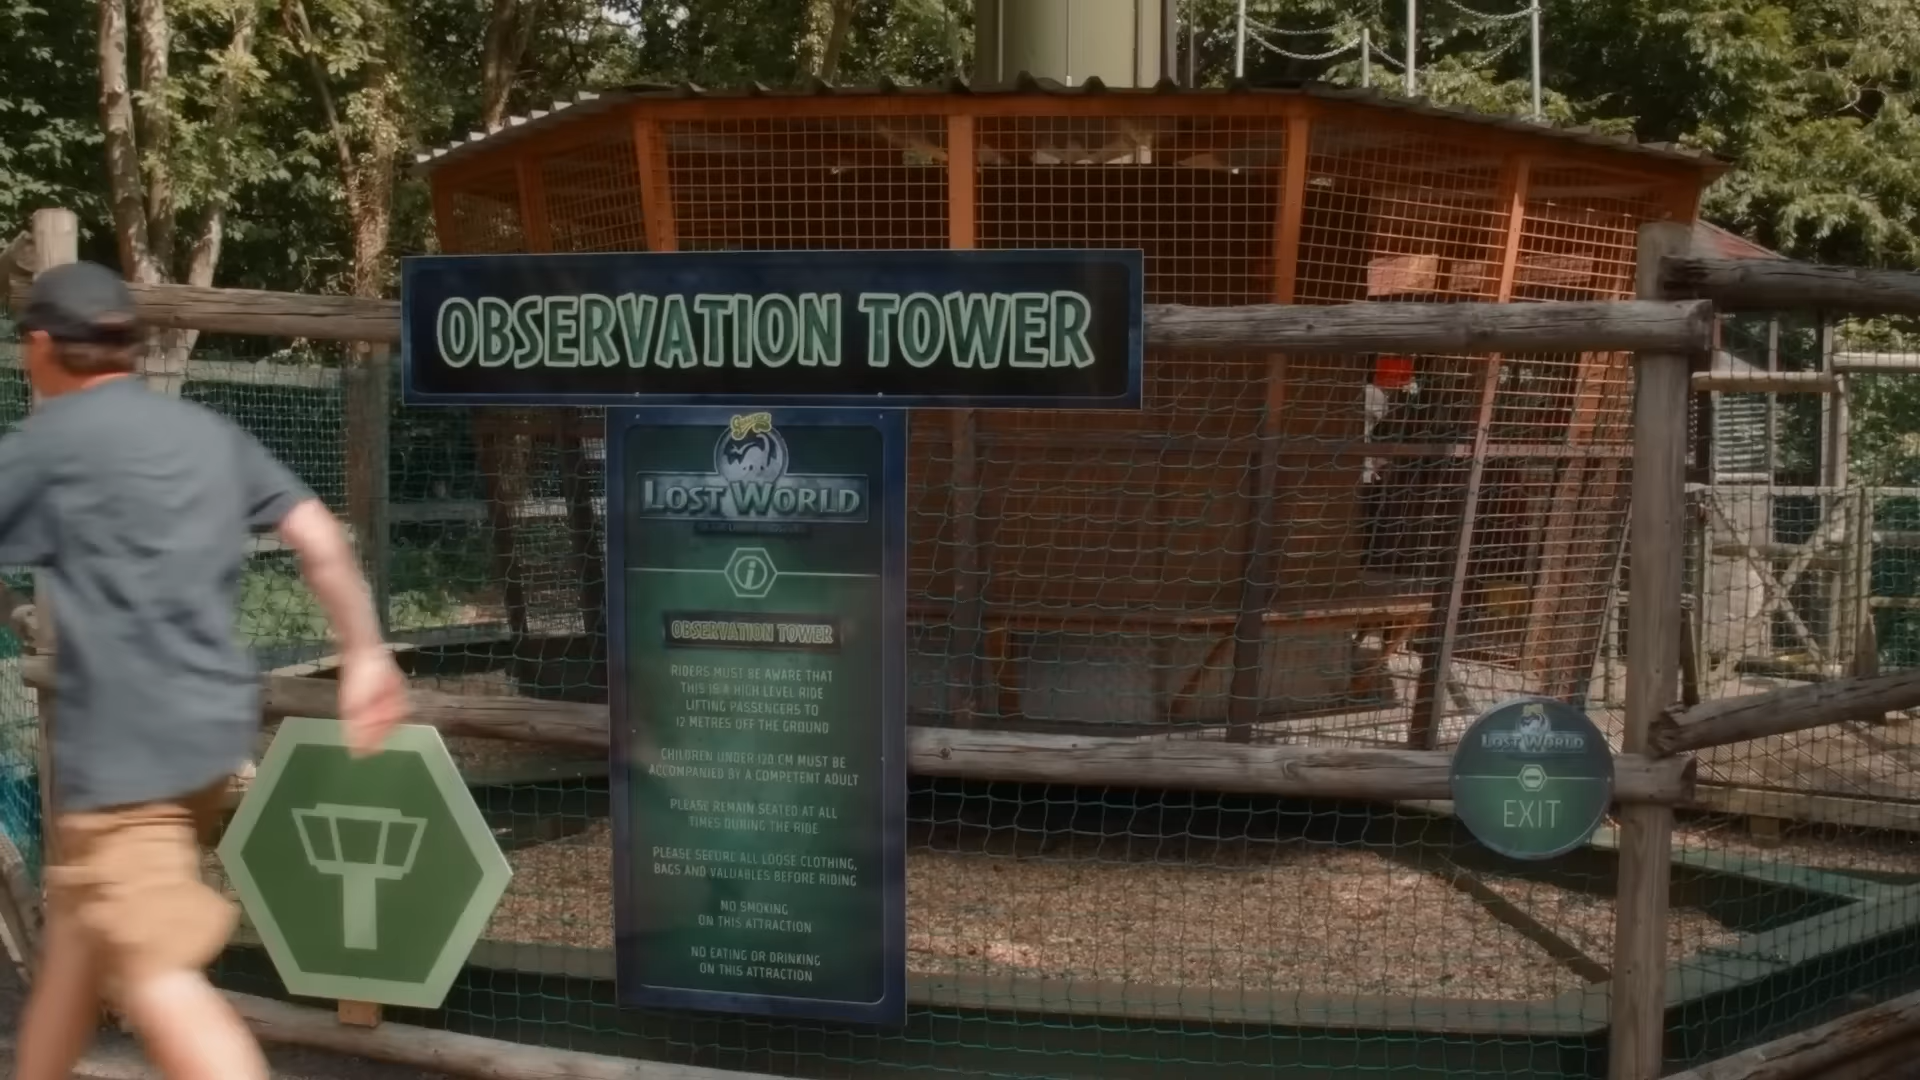 OBSERVATION TOWER
LOST WORLD
i
OBSERVATION TOWER
RIDERS MUST BE AWARE THAT
THIS IS A HIGH LEVEL RIDE
LIFTING PASSENGERS TO
12 METRES OFF THE GROUND
CHILDREN UNDER 120 CM MUST BE
ACCOMPANIED BY A COMPETENT ADULT
PLEASE REMAIN SEATED AT ALL
TIMES DURING THE RIDE
PLEASE SECURE ALL LOOSE CLOTHING,
BAGS AND VALUABLES BEFORE RIDING
NO SMOKING
ON THIS ATTRACTION
NO EATING OR DRINKING
ON THIS ATTRACTION
LOST WORLD
EXIT